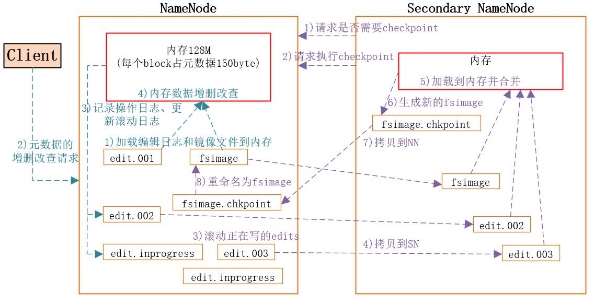 NameNode
Secondary NameNode
1)请求是否需要checkpoint
内存128M
(每个block占元数据150byte)
2)请求执行checkpoint
内存
Client
5)加载到内存并合并
4)内存数据增删改查
3)记录操作日志、更
新滚动日志
6)生成新的fsimage
fsimage.chkpoint
1)加载编辑日志和镜像文件到内存
2)元数据的
增删改查请求
7)拷贝到NN
edit.001
fsimage
8)重命名为fsimage
fsimage
fsimage.chkpoint
edit.002
edit.002
3)滚动正在写的edits
4)拷贝到SN
edit.inprogress
edit.003
edit.003
edit.inprogress